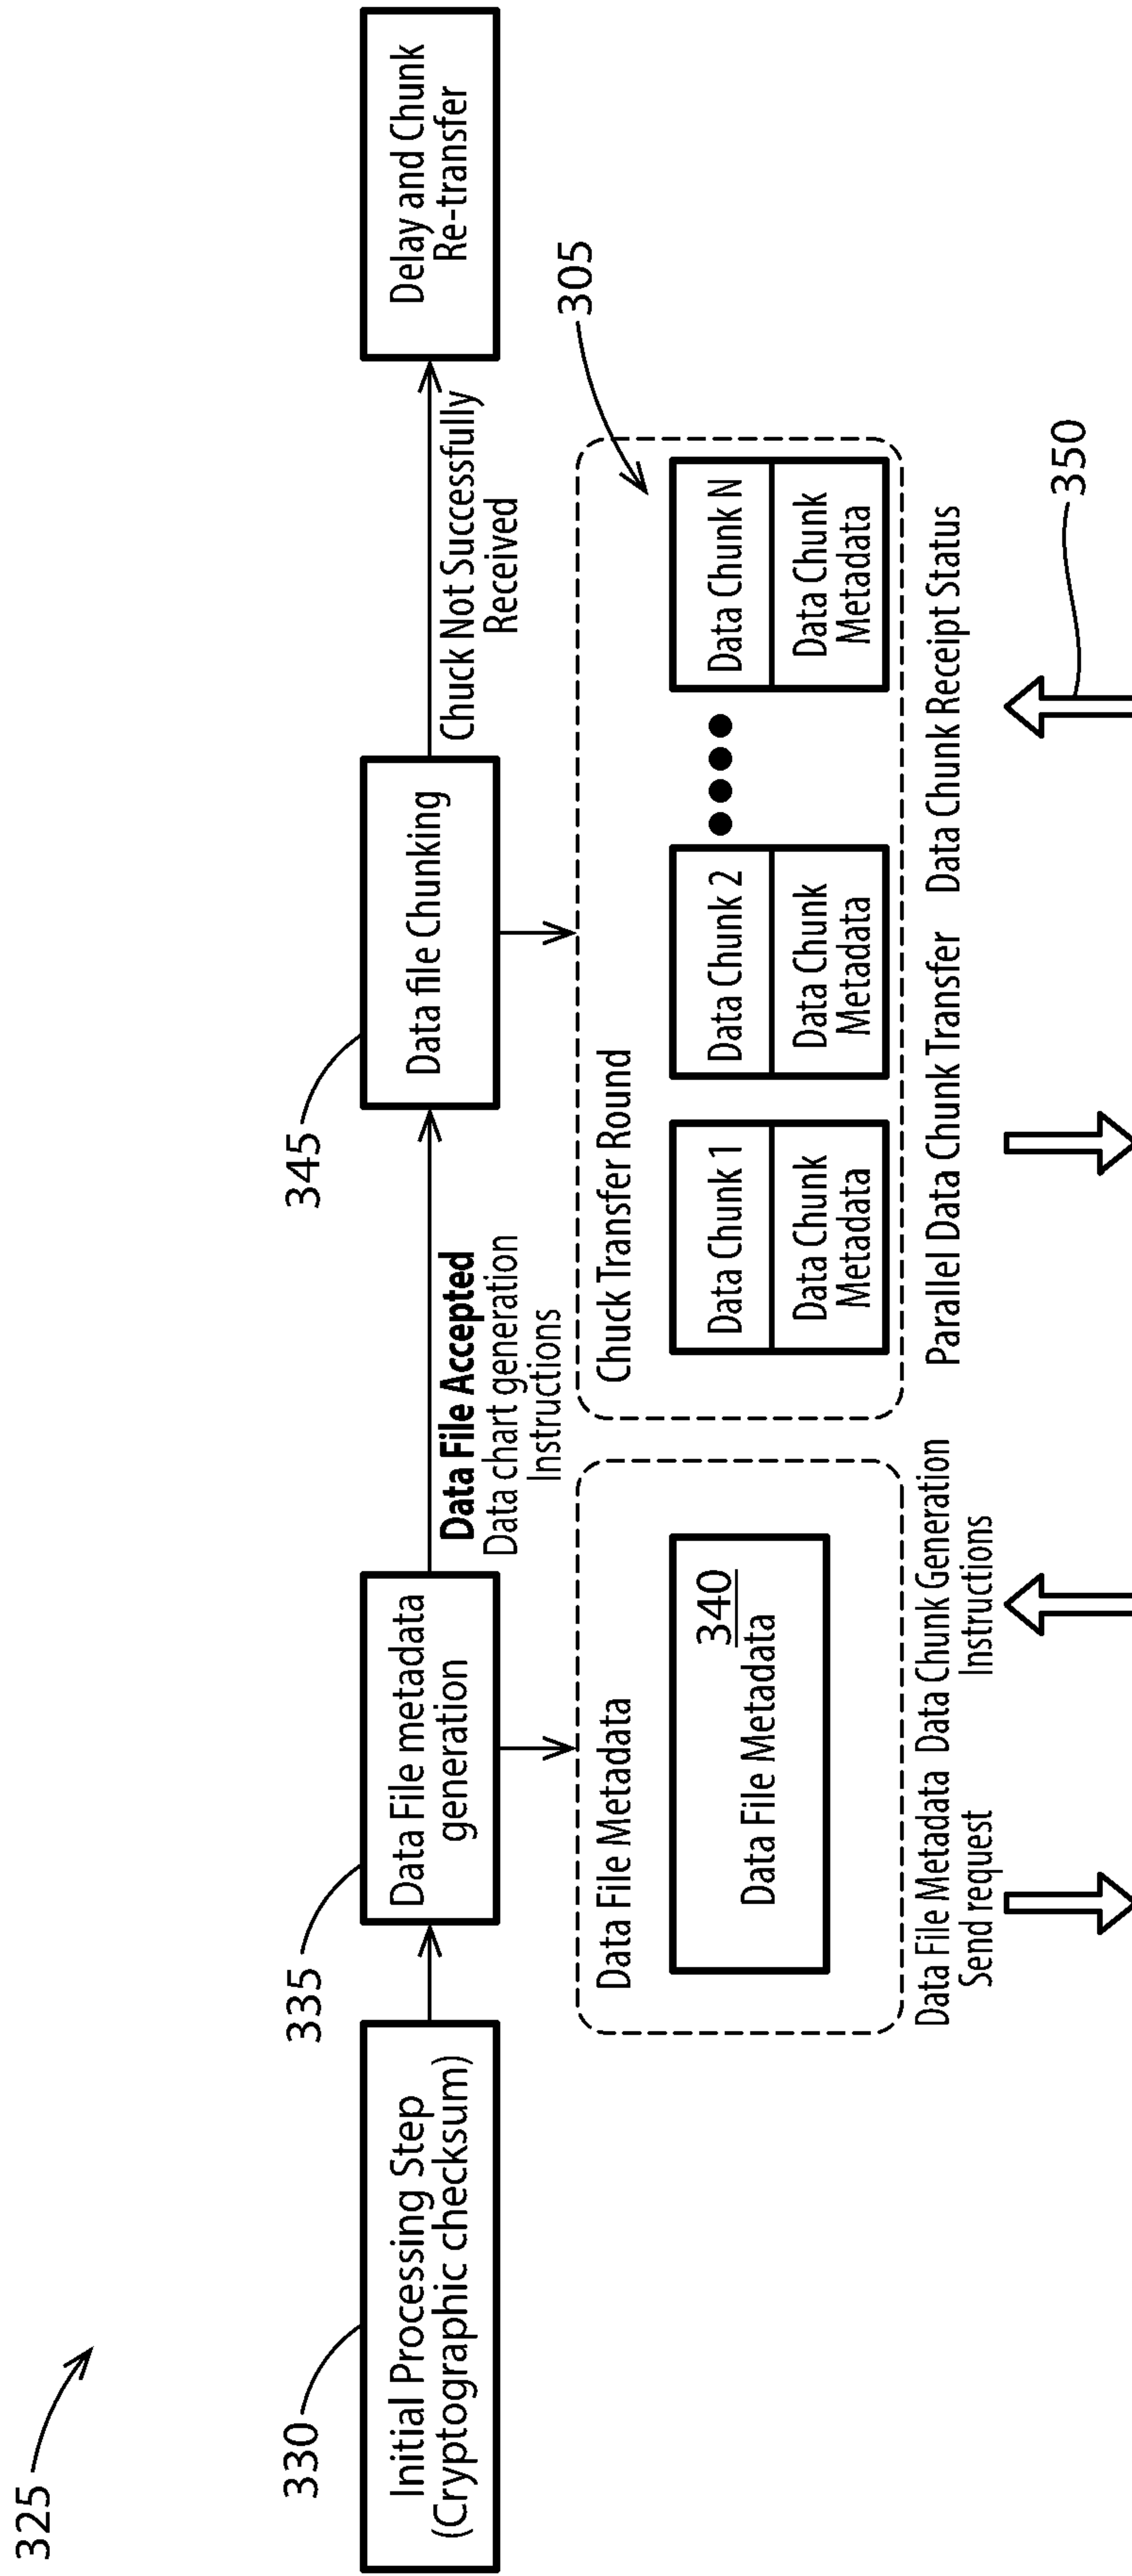 325
330
Initial Processing Step
(Cryptographic checksum)
335
Data File metadata
generation
Data File Accepted
Data chart generation
Instructions
345
Data file Chunking
Chuck Not Successfully
Received
Delay and Chunk
Re-transfer
Data File Metadata
340
Data File Metadata
Chuck Transfer Round
305
Data Chunk 1
Data Chunk
Metadata
Data Chunk 2
Data Chunk
Metadata
Data Chunk N
Data Chunk
Metadata
Data File Metadata
Send request
Data Chunk Generation
Instructions
Parallel Data Chunk Transfer
Data Chunk Receipt Status
350